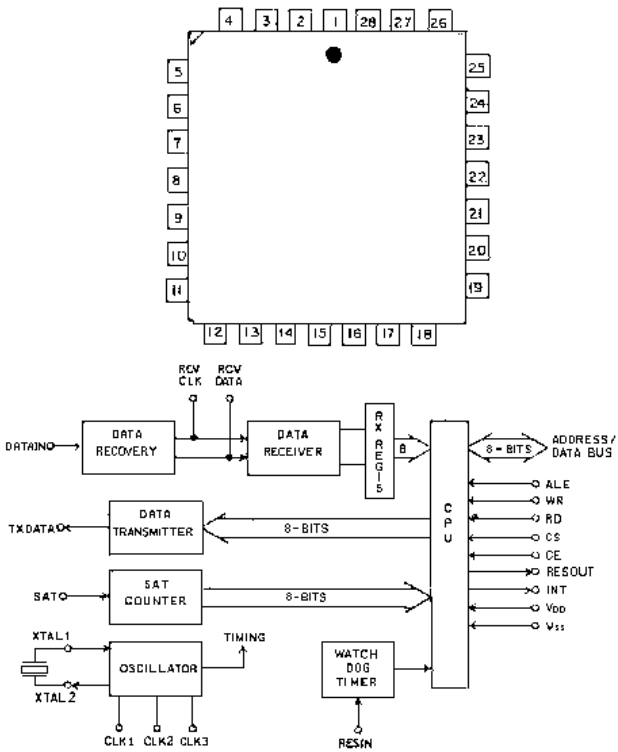 4 3 2 1 28 27 26
5
25
6
24
7
23
8
22
9
21
10
20
11
19
12 13 14 15 16 17 18
RCV
CLK
RCV
DATA
DATAIN
DATA
RECOVERY
DATA
RECEIVER
RX REGIS
8
CPU
8-BITS
ADDRESS/
DATA BUS
ALE
WR
RD
CS
CE
RESOUT
INT
VDD
VSS
TXDATA
DATA
TRANSMITTER
8-BITS
SAT
SAT
COUNTER
8-BITS
XTAL1
XTAL2
OSCILLATOR
TIMING
CLK1 CLK2 CLK3
WATCH
DOG
TIMER
RESIN